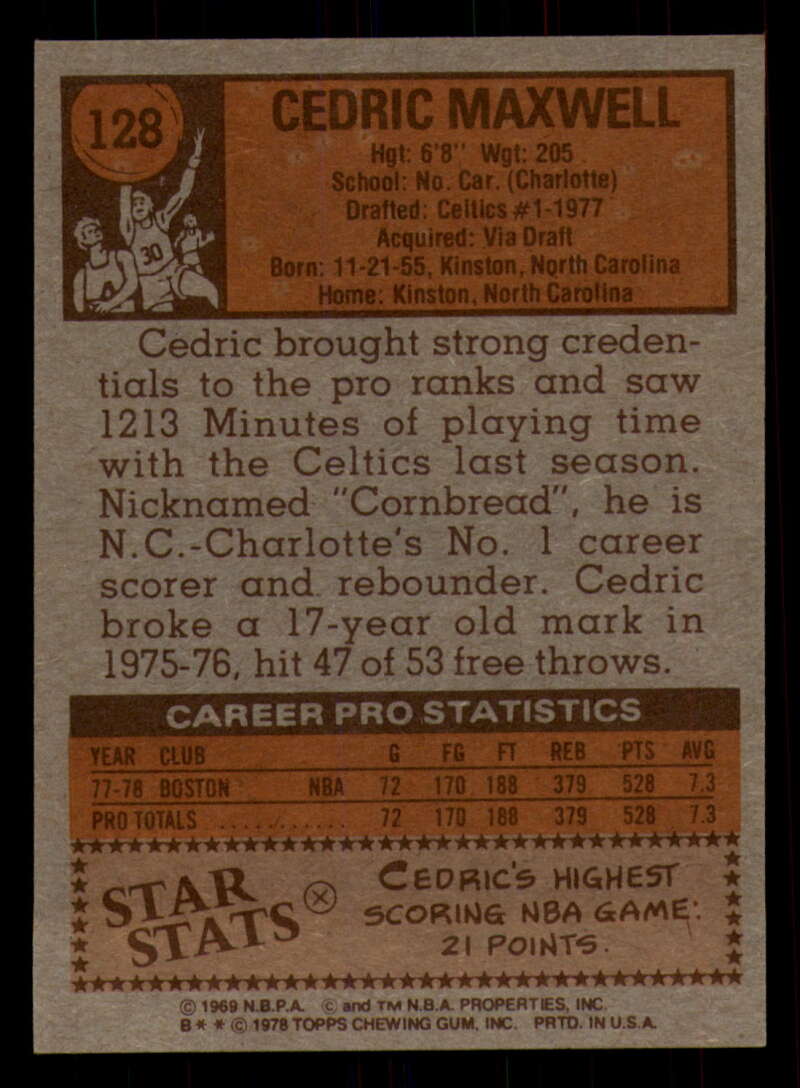 128
CEDRIC MAXWELL
Hgt: 6'8" Wgt: 205
School: No. Car. (Charlotte)
Drafted: Celtics #1-1977
Acquired: Via Draft
Born: 11-21-55, Kinston, North Carolina
Home: Kinston, North Carolina
30
Cedric brought strong creden-
tials to the pro ranks and saw
1213 Minutes of playing time
with the Celtics last season.
Nicknamed "Cornbread", he is
N.C.-Charlotte's No. 1 career
scorer and rebounder. Cedric
broke a 17-year old mark in
1975-76, hit 47 of 53 free throws.
CAREER PRO STATISTICS
YEAR CLUB G FG FT REB PTS AVG
77-78 BOSTON NBA 72 170 188 379 528 7.3
PRO TOTALS ............ 72 170 188 379 528 7.3
STAR STATS
CEDRIC'S HIGHEST
SCORING NBA GAME:
21 POINTS.
© 1969 N.B.P.A. © and TM N.B.A. PROPERTIES, INC.
B * * © 1978 TOPPS CHEWING GUM, INC. PRTD. IN U.S.A.